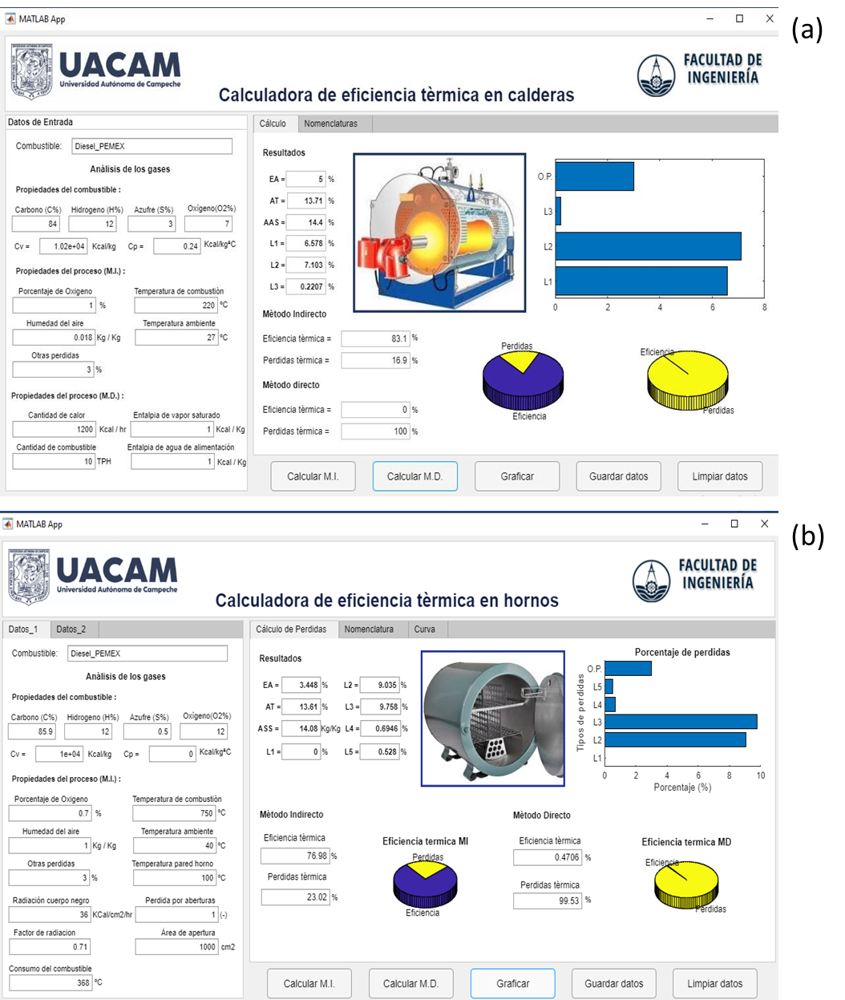 MATLAB App
(a)
UACAM
Universidad Autónoma de Campeche
FACULTAD DE
INGENIERÍA
Calculadora de eficiencia tèrmica en calderas
Datos de Entrada
Cálculo
Nomenclaturas
Combustible: Diesel_PEMEX
Anàlisis de los gases
Propiedades del combustible :
Carbono (C%) Hidrogeno (H%) Azufre (S%) Oxigeno(O2%)
84 12 3 7
Cv = 1.02e+04 Kcal/kg Cp = 0.24 Kcal/kgªC
Propiedades del proceso (M.I.) :
Porcentaje de Oxigeno Temperatura de combustiòn
1 % 220 ºC
Humedad del aire Temperatura ambiente
0.018 Kg / Kg 27 ºC
Otras perdidas
3 %
Propiedades del proceso (M.D.) :
Cantidad de calor Entalpia de vapor saturado
1200 Kcal / hr 1 Kcal / Kg
Cantidad de combustible Entalpia de agua de alimentación
10 TPH 1 Kcal / Kg
Resultados
EA = 5 %
AT = 13.71 %
AAS = 14.4 %
L1 = 6.578 %
L2 = 7.103 %
L3 = 0.2207 %
Mètodo Indirecto
Eficiencia tèrmica = 83.1 %
Perdidas tèrmica = 16.9 %
Mètodo directo
Eficiencia tèrmica = 0 %
Perdidas tèrmica = 100 %
O.P.
L3
L2
L1
0 2 4 6 8
Perdidas
Eficiencia
Eficiencia
Perdidas
Calcular M.I. Calcular M.D. Graficar Guardar datos Limpiar datos
MATLAB App
(b)
UACAM
Universidad Autónoma de Campeche
FACULTAD DE
INGENIERÍA
Calculadora de eficiencia tèrmica en hornos
Datos_1 Datos_2
Cálculo de Perdidas Nomenclatura Curva
Combustible: Diesel_PEMEX
Anàlisis de los gases
Propiedades del combustible :
Carbono (C%) Hidrogeno (H%) Azufre (S%) Oxigeno(O2%)
85.9 12 0.5 12
Cv = 1e+04 Kcal/kg Cp = 0 Kcal/kgªC
Propiedades del proceso (M.I.) :
Porcentaje de Oxigeno Temperatura de combustiòn
0.7 % 750 ºC
Humedad del aire Temperatura ambiente
1 Kg / Kg 40 ºC
Otras perdidas Temperatura pared horno
3 % 100 ºC
Radiación cuerpo negro Perdida por aberturas
36 KCal/cm2/hr 1 (-)
Factor de radiacion Área de apertura
0.71 1000 cm2
Consumo del combustible
368 ºC
Resultados
EA = 3.448 % L2 = 9.035 %
AT = 13.61 % L3 = 9.758 %
ASS = 14.08 Kg/Kg L4 = 0.6946 %
L1 = 0 % L5 = 0.528 %
Porcentaje de perdidas
Tipos de perdidas
O.P.
L5
L4
L3
L2
L1
0 2 4 6 8 10
Porcentaje (%)
Mètodo Indirecto
Eficiencia tèrmica
76.98 %
Perdidas tèrmica
23.02 %
Eficiencia termica MI
Perdidas
Eficiencia
Mètodo Directo
Eficiencia tèrmica
0.4706 %
Perdidas tèrmica
99.53 %
Eficiencia termica MD
Eficiencia
Perdidas
Calcular M.I. Calcular M.D. Graficar Guardar datos Limpiar datos